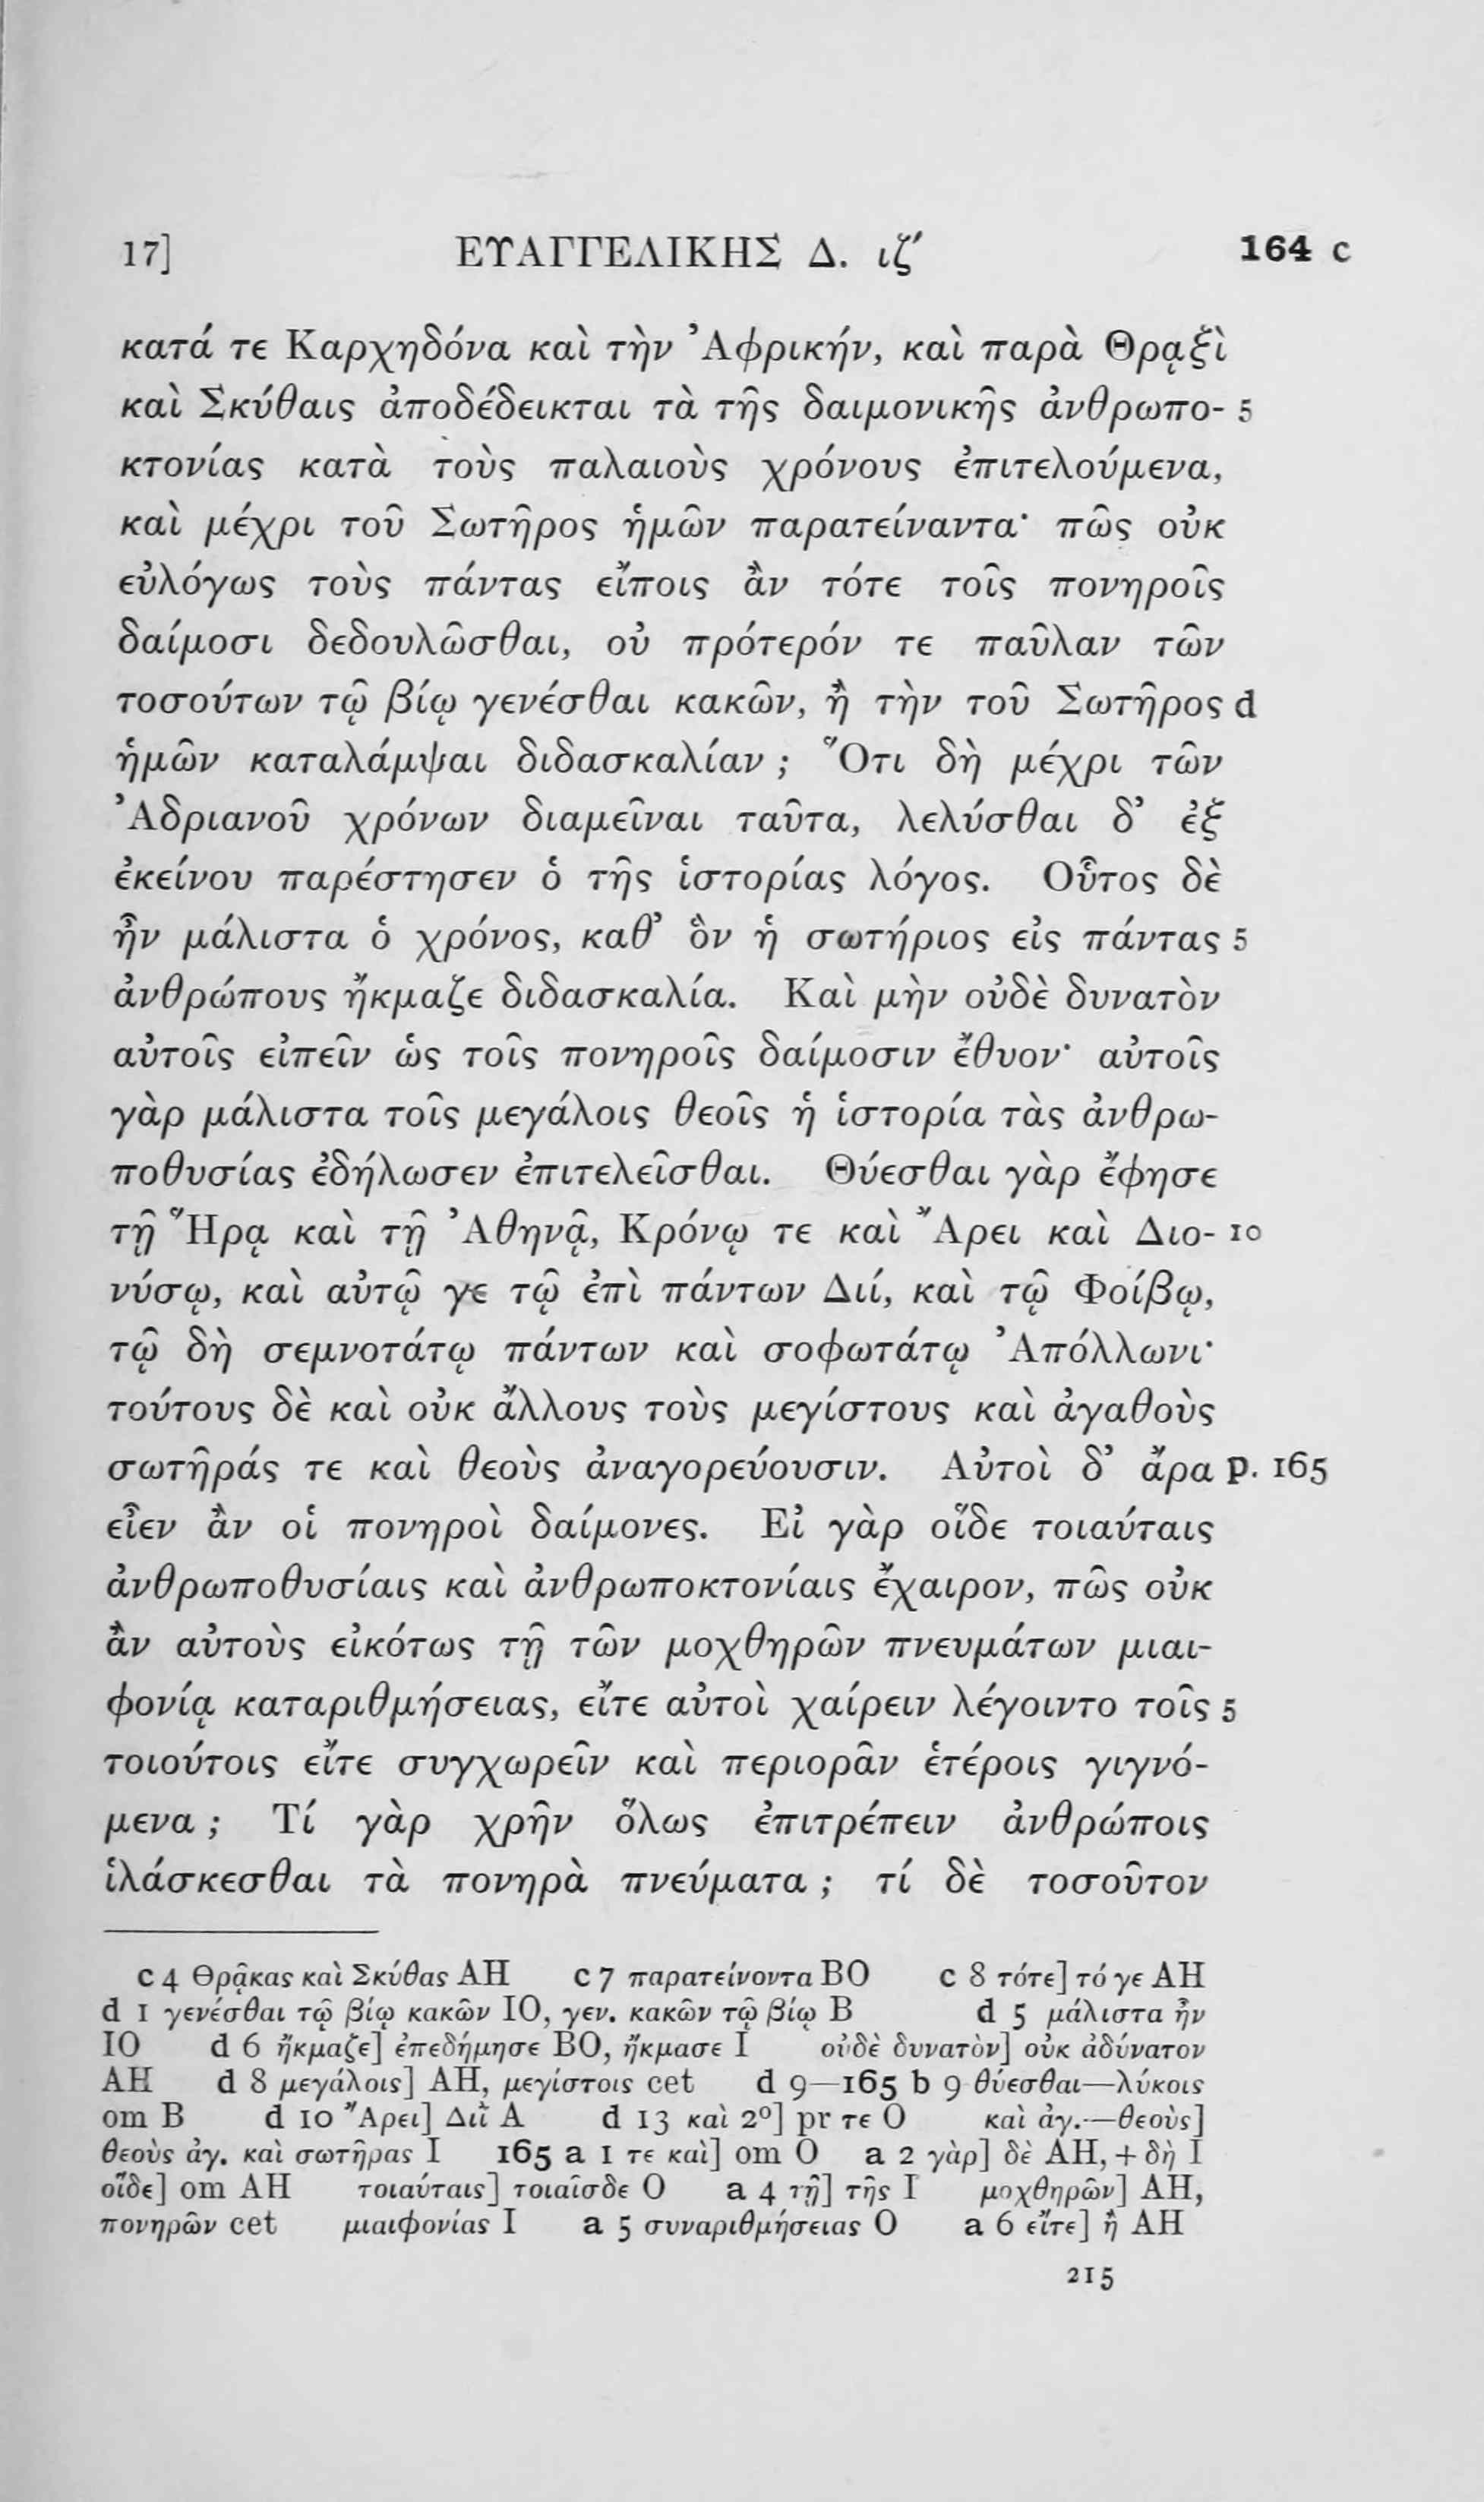 17] ΕΥΑΓΓΕΛΙΚΗΣ Δ. ιζʹ 164 c
κατά τε Καρχηδόνα καὶ τὴν Ἀφρικήν, καὶ παρὰ Θρᾳξὶ
καὶ Σκύθαις ἀποδέδεικται τὰ τῆς δαιμονικῆς ἀνθρωπο- 5
κτονίας κατὰ τοὺς παλαιοὺς χρόνους ἐπιτελούμενα,
καὶ μέχρι τοῦ Σωτῆρος ἡμῶν παρατείναντα· πῶς οὐκ
εὐλόγως τοὺς πάντας εἴποις ἂν τότε τοῖς πονηροῖς
δαίμοσι δεδουλῶσθαι, οὐ πρότερόν τε παῦλαν τῶν
τοσούτων τῷ βίῳ γενέσθαι κακῶν, ἢ τὴν τοῦ Σωτῆρος d
ἡμῶν καταλάμψαι διδασκαλίαν ; Ὅτι δὴ μέχρι τῶν
Ἀδριανοῦ χρόνων διαμεῖναι ταῦτα, λελύσθαι δ’ ἐξ
ἐκείνου παρέστησεν ὁ τῆς ἱστορίας λόγος. Οὗτος δὲ
ἦν μάλιστα ὁ χρόνος, καθ’ ὃν ἡ σωτήριος εἰς πάντας 5
ἀνθρώπους ἤκμαζε διδασκαλία. Καὶ μὴν οὐδὲ δυνατὸν
αὐτοῖς εἰπεῖν ὡς τοῖς πονηροῖς δαίμοσιν ἔθυον· αὐτοῖς
γὰρ μάλιστα τοῖς μεγάλοις θεοῖς ἡ ἱστορία τὰς ἀνθρω-
ποθυσίας ἐδήλωσεν ἐπιτελεῖσθαι. Θύεσθαι γὰρ ἔφησε
τῇ Ἥρᾳ καὶ τῇ Ἀθηνᾷ, Κρόνῳ τε καὶ Ἄρει καὶ Διο- 10
νύσῳ, καὶ αὐτῷ γε τῷ ἐπὶ πάντων Διί, καὶ τῷ Φοίβῳ,
τῷ δὴ σεμνοτάτῳ πάντων καὶ σοφωτάτῳ Ἀπόλλωνι·
τούτους δὲ καὶ οὐκ ἄλλους τοὺς μεγίστους καὶ ἀγαθοὺς
σωτῆράς τε καὶ θεοὺς ἀναγορεύουσιν. Αὐτοὶ δ’ ἄρα p. 165
εἶεν ἂν οἱ πονηροὶ δαίμονες. Εἰ γὰρ οἵδε τοιαύταις
ἀνθρωποθυσίαις καὶ ἀνθρωποκτονίαις ἔχαιρον, πῶς οὐκ
ἂν αὐτοὺς εἰκότως τῇ τῶν μοχθηρῶν πνευμάτων μιαι-
φονίᾳ καταριθμήσειας, εἴτε αὐτοὶ χαίρειν λέγοιντο τοῖς 5
τοιούτοις εἴτε συγχωρεῖν καὶ περιορᾶν ἑτέροις γιγνό-
μενα ; Τί γὰρ χρῆν ὅλως ἐπιτρέπειν ἀνθρώποις
ἱλάσκεσθαι τὰ πονηρὰ πνεύματα ; τί δὲ τοσοῦτον
c 4 Θρᾷκας καὶ Σκύθας AH c 7 παρατείνοντα BO c 8 τότε] τό γε AH
d 1 γενέσθαι τῷ βίῳ κακῶν IO, γεν. κακῶν τῷ βίῳ B d 5 μάλιστα ἦν
IO d 6 ἤκμαζε] ἐπεδήμησε BO, ἤκμασε I οὐδὲ δυνατὸν] οὐκ ἀδύνατον
AH d 8 μεγάλοις] AH, μεγίστοις cet d 9—165 b 9 θύεσθαι—λύκοις
om B d 10 Ἄρει] Διῒ A d 13 καὶ 2º] pr τε O καὶ ἀγ.—θεοὺς]
θεοὺς ἀγ. καὶ σωτῆρας I 165 a 1 τε καὶ] om O a 2 γὰρ] δὲ AH, + δὴ I
οἵδε] om AH τοιαύταις] τοιαῖσδε O a 4 τῇ] τῆς I μοχθηρῶν] AH,
πονηρῶν cet μιαιφονίας I a 5 συναριθμήσειας O a 6 εἴτε] ἢ AH
215